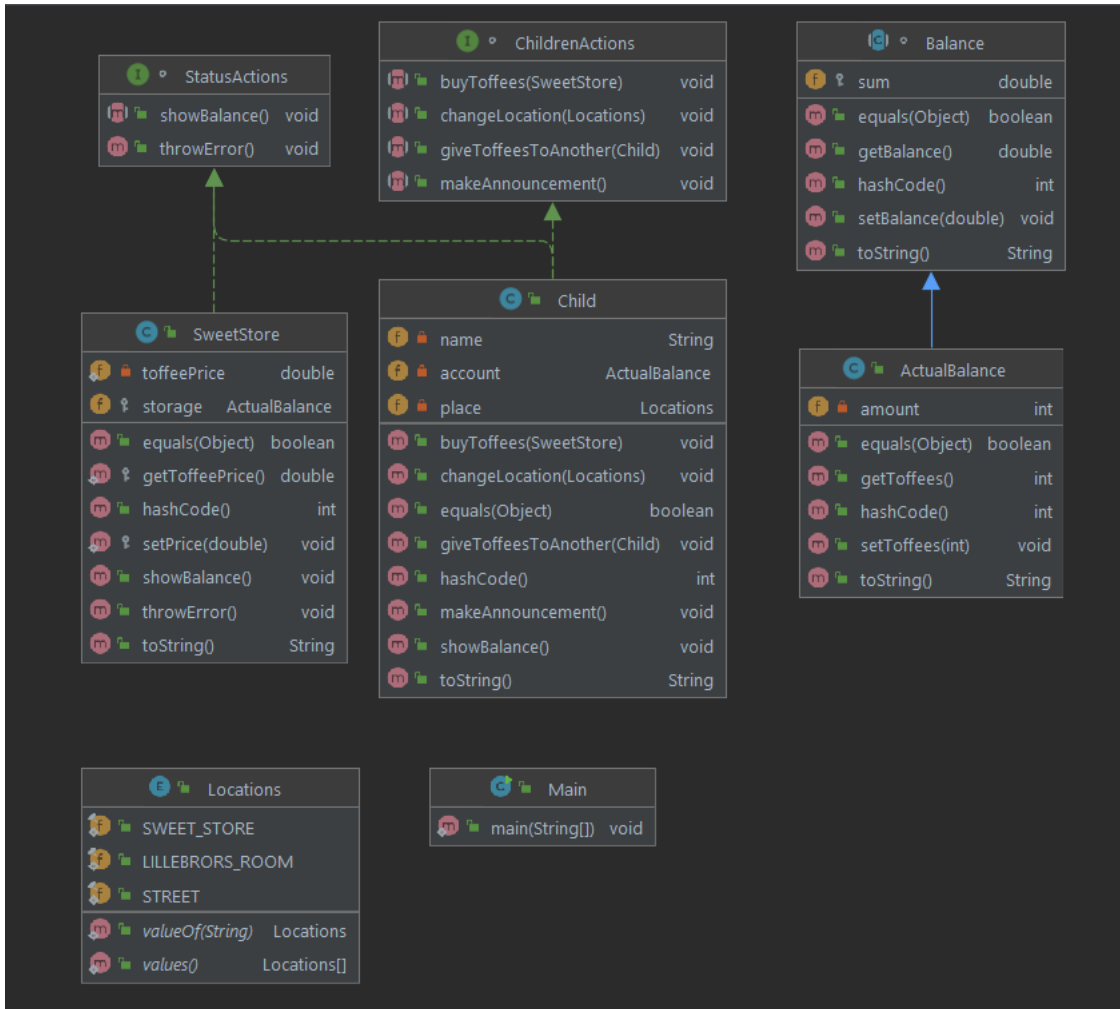 StatusActions
showBalance() void
throwError() void
ChildrenActions
buyToffees(SweetStore) void
changeLocation(Locations) void
giveToffeesToAnother(Child) void
makeAnnouncement() void
Balance
sum double
equals(Object) boolean
getBalance() double
hashCode() int
setBalance(double) void
toString() String
SweetStore
toffeePrice double
storage ActualBalance
equals(Object) boolean
getToffeePrice() double
hashCode() int
setPrice(double) void
showBalance() void
throwError() void
toString() String
Child
name String
account ActualBalance
place Locations
buyToffees(SweetStore) void
changeLocation(Locations) void
equals(Object) boolean
giveToffeesToAnother(Child) void
hashCode() int
makeAnnouncement() void
showBalance() void
toString() String
ActualBalance
amount int
equals(Object) boolean
getToffees() int
hashCode() int
setToffees(int) void
toString() String
Locations
SWEET_STORE
LILLEBRORS_ROOM
STREET
valueOf(String) Locations
values() Locations[]
Main
main(String[]) void